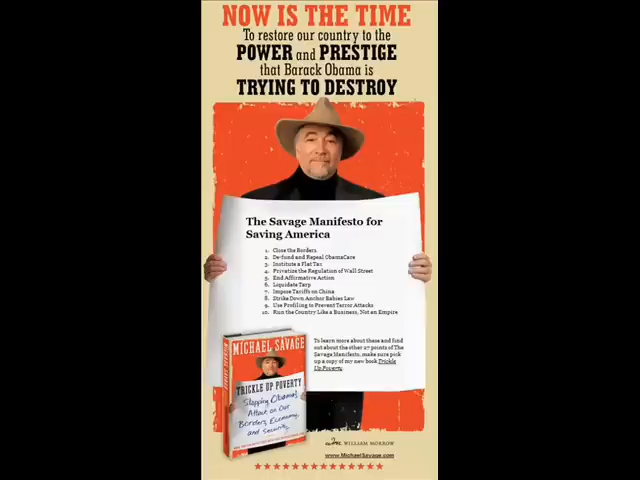 NOW IS THE TIME
To restore our country to the
POWER and PRESTIGE
that Barack Obama is
TRYING TO DESTROY
The Savage Manifesto for
Saving America
1. Close the Borders
2. De-fund and Repeal ObamaCare
3. Institute a Flat Tax
4. Privatize the Regulation of Wall Street
5. End Affirmative Action
6. Liquidate Tarp
7. Impose Tariffs on China
8. Strike Down Anchor Babies Law
9. Use Profiling to Prevent Terror Attacks
10. Run the Country Like a Business, Not an Empire
To learn more about these and find
out about the other 27 points of The
Savage Manifesto, make sure pick
up a copy of my new book Trickle
Up Poverty.
MICHAEL SAVAGE
TRICKLE UP POVERTY
Stopping Obama's
Attack on Our
Borders, Economy,
and Security
WILLIAM MORROW
www.MichaelSavage.com